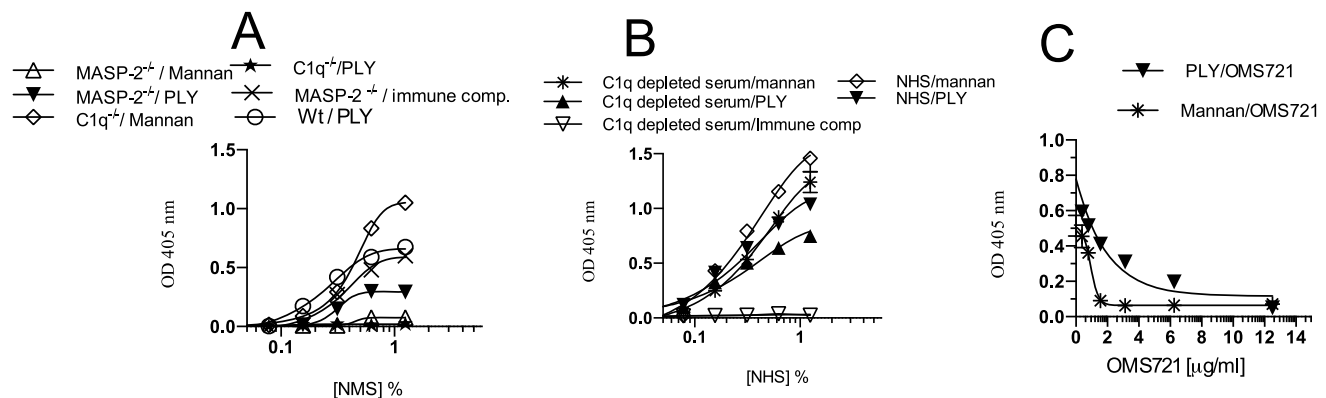 A
MASP-2-/- / Mannan
MASP-2-/- / PLY
C1q-/-/ Mannan
C1q-/-/PLY
MASP-2 -/- / immune comp.
Wt / PLY
OD 405 nm
1.5
1.0
0.5
0.0
0.1
1
[NMS] %
B
C1q depleted serum/mannan
C1q depleted serum/PLY
C1q depleted serum/Immune comp
NHS/mannan
NHS/PLY
OD 405 nm
1.5
1.0
0.5
0.0
0.1
1
[NHS] %
C
PLY/OMS721
Mannan/OMS721
OD 405 nm
1.0
0.8
0.6
0.4
0.2
0.0
0 2 4 6 8 10 12 14
OMS721 [μg/ml]